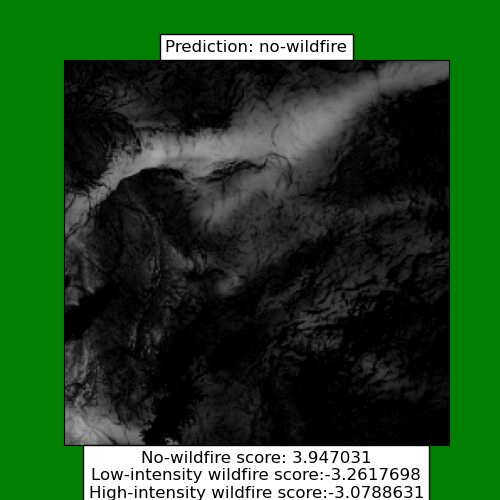 Prediction: no-wildfire
No-wildfire score: 3.947031
Low-intensity wildfire score:-3.2617698
High-intensity wildfire score:-3.0788631